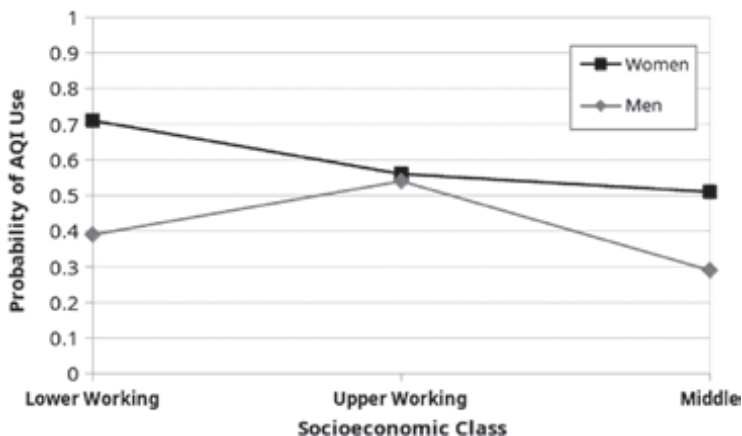 1
0.9
0.8
0.7
0.6
0.5
0.4
0.3
0.2
0.1
0
Probability of AQI Use
Women
Men
Lower Working
Upper Working
Middle
Socioeconomic Class